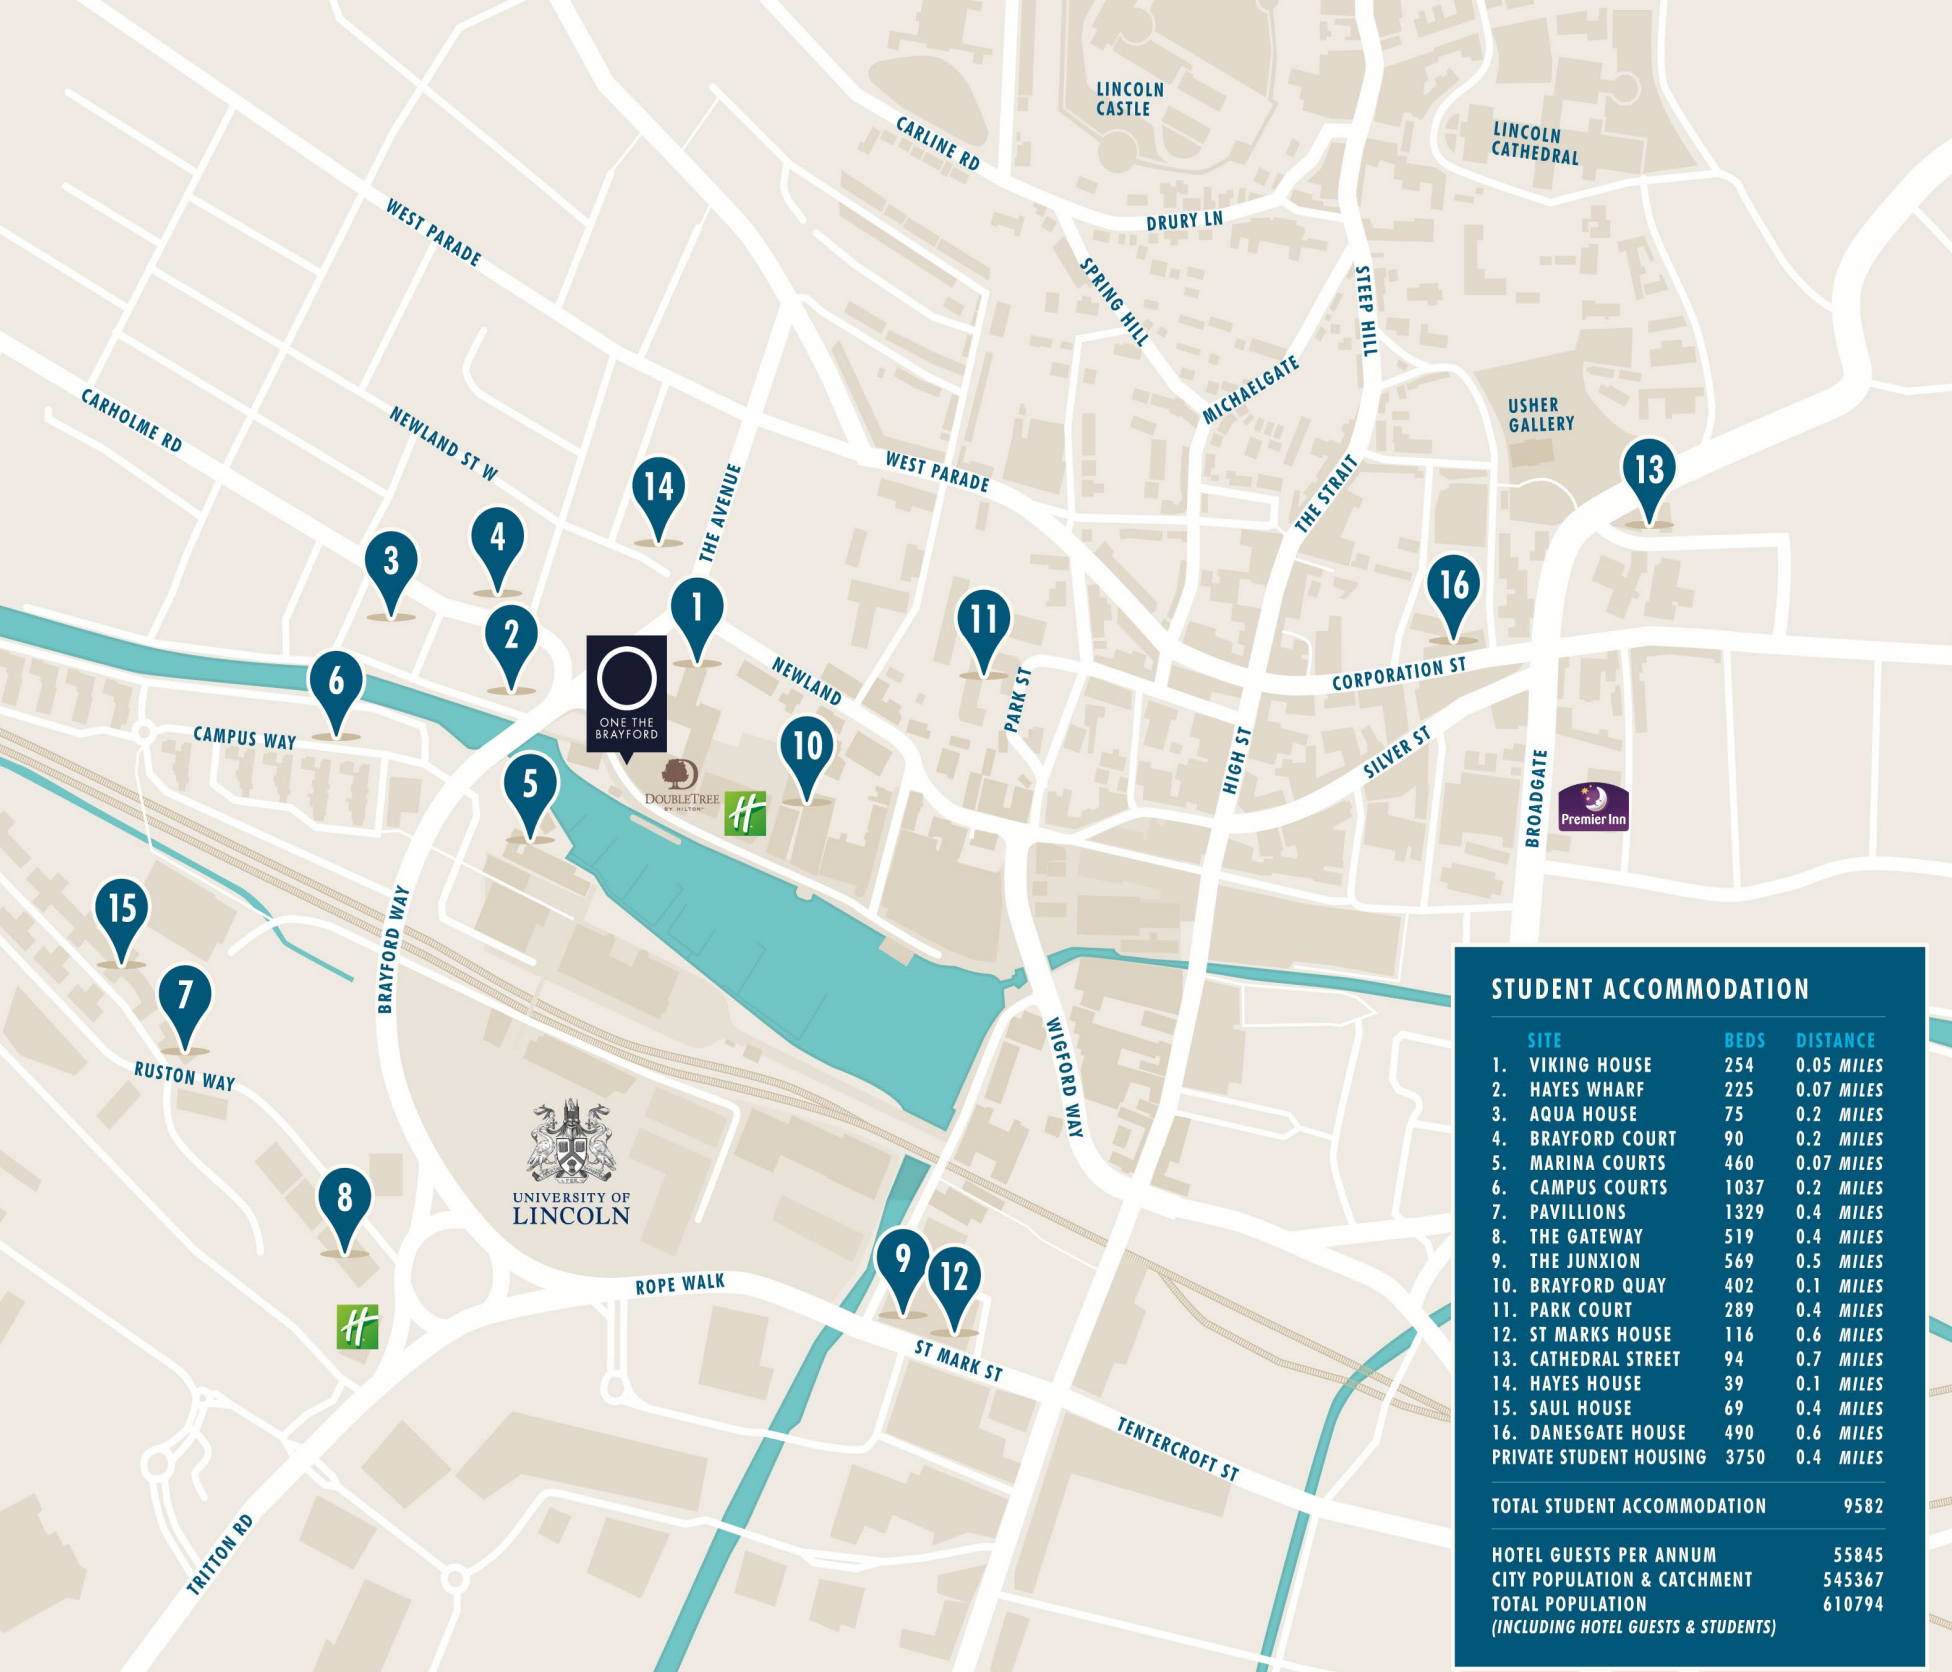 LINCOLN
CASTLE
LINCOLN
CATHEDRAL
CARLINE RD
DRURY LN
WEST PARADE
SPRING HILL
STEEP HILL
MICHAELGATE
CARHOLME RD
NEWLAND ST W
USHER
GALLERY
WEST PARADE
THE STRAIT
THE AVENUE
13
14
4
3
16
1
11
2
6
NEWLAND
PARK ST
CORPORATION ST
ONE THE
BRAYFORD
CAMPUS WAY
10
5
HIGH ST
SILVER ST
BROADGATE
DOUBLETREE
BY HILTON™
H
Premier Inn
15
BRAYFORD WAY
7
WIGFORD WAY
RUSTON WAY
UNIVERSITY OF
LINCOLN
8
9
12
ROPE WALK
H
ST MARK ST
TENTERCROFT ST
TRITTON RD
STUDENT ACCOMMODATION
SITE BEDS DISTANCE
1. VIKING HOUSE 254 0.05 MILES
2. HAYES WHARF 225 0.07 MILES
3. AQUA HOUSE 75 0.2 MILES
4. BRAYFORD COURT 90 0.2 MILES
5. MARINA COURTS 460 0.07 MILES
6. CAMPUS COURTS 1037 0.2 MILES
7. PAVILLIONS 1329 0.4 MILES
8. THE GATEWAY 519 0.4 MILES
9. THE JUNXION 569 0.5 MILES
10. BRAYFORD QUAY 402 0.1 MILES
11. PARK COURT 289 0.4 MILES
12. ST MARKS HOUSE 116 0.6 MILES
13. CATHEDRAL STREET 94 0.7 MILES
14. HAYES HOUSE 39 0.1 MILES
15. SAUL HOUSE 69 0.4 MILES
16. DANESGATE HOUSE 490 0.6 MILES
PRIVATE STUDENT HOUSING 3750 0.4 MILES
TOTAL STUDENT ACCOMMODATION 9582
HOTEL GUESTS PER ANNUM 55845
CITY POPULATION & CATCHMENT 545367
TOTAL POPULATION 610794
(INCLUDING HOTEL GUESTS & STUDENTS)